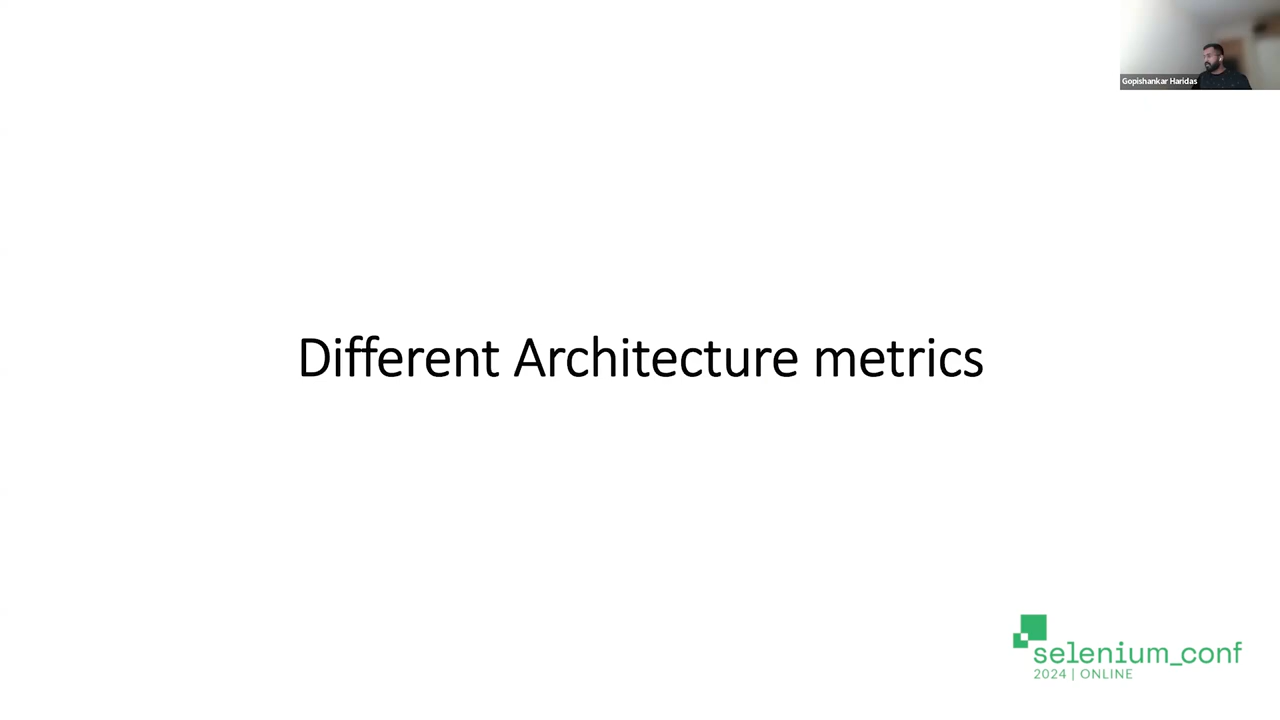 Gopishankar Haridas
Different Architecture metrics
selenium_conf
2024 | ONLINE